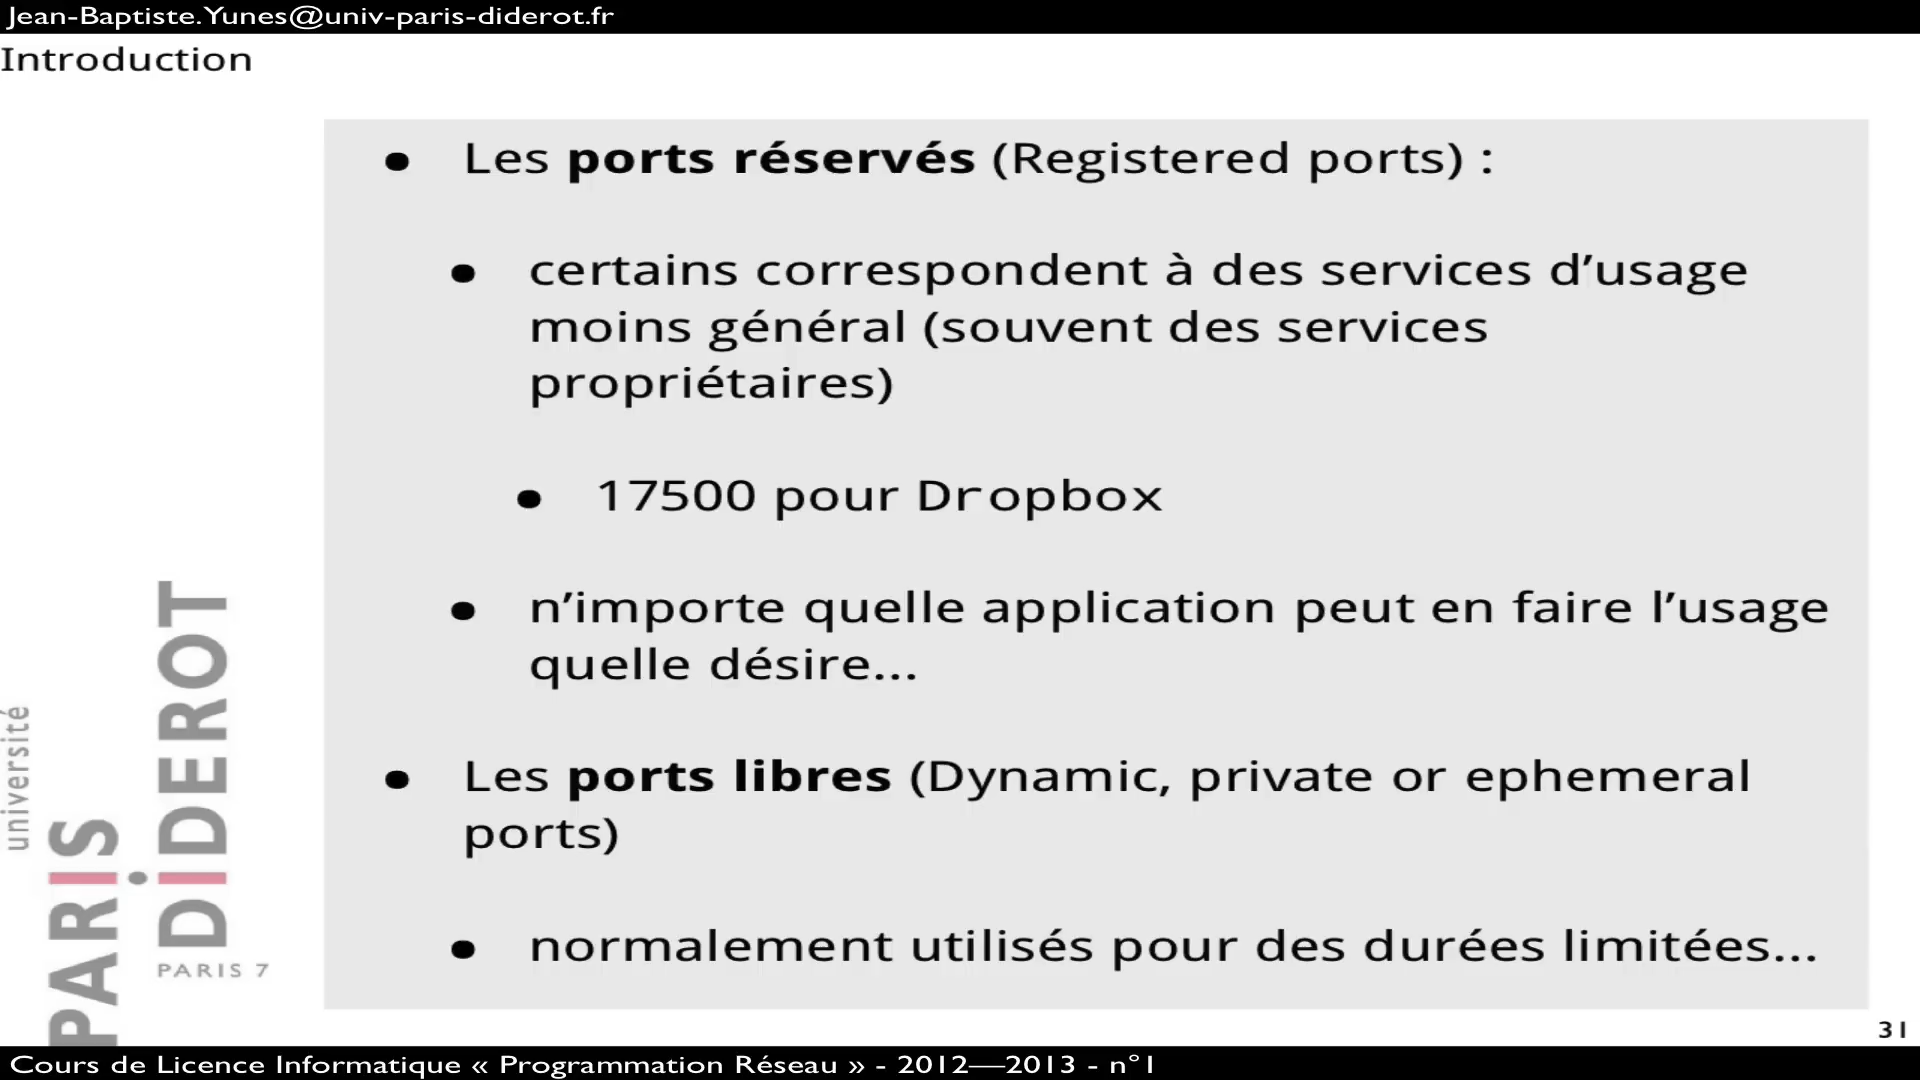 Jean-Baptiste.Yunes@univ-paris-diderot.fr
Introduction
• Les ports réservés (Registered ports) :
• certains correspondent à des services d’usage
moins général (souvent des services
propriétaires)
• 17500 pour Dropbox
• n’importe quelle application peut en faire l’usage
quelle désire...
• Les ports libres (Dynamic, private or ephemeral
ports)
• normalement utilisés pour des durées limitées...
université
PARIS
DiDEROT
PARIS 7
31
Cours de Licence Informatique « Programmation Réseau » - 2012—2013 - n°1